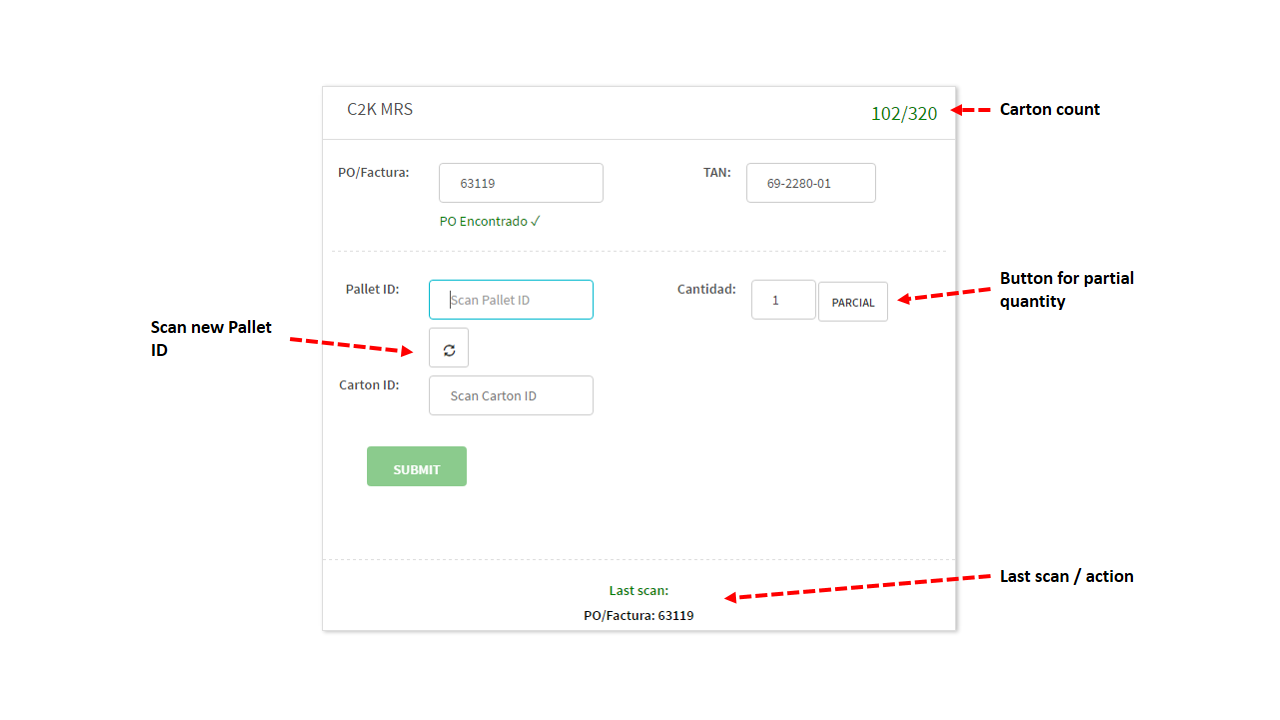 C2K MRS
102/320
Carton count
PO/Factura:
63119
TAN:
69-2280-01
PO Encontrado ✓
Pallet ID:
Scan Pallet ID
Cantidad:
1
PARCIAL
Button for partial
quantity
Scan new Pallet
ID
Carton ID:
Scan Carton ID
SUBMIT
Last scan:
PO/Factura: 63119
Last scan / action